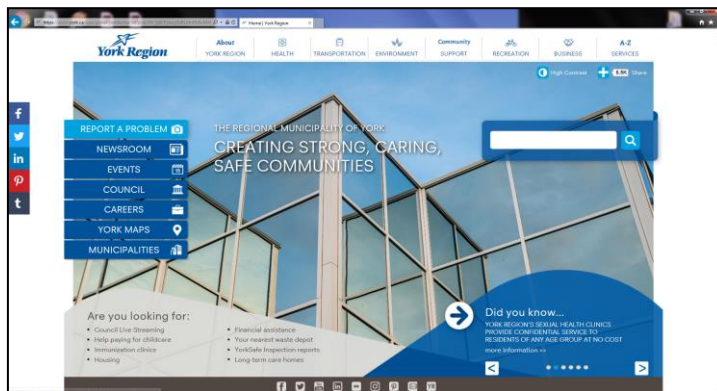 Home | York Region
York Region
About
YORK REGION
HEALTH
TRANSPORTATION
ENVIRONMENT
Community
SUPPORT
RECREATION
BUSINESS
A-Z
SERVICES
High Contrast
Share
REPORT A PROBLEM
NEWSROOM
EVENTS
COUNCIL
CAREERS
YORK MAPS
MUNICIPALITIES
THE REGIONAL MUNICIPALITY OF YORK
CREATING STRONG, CARING,
SAFE COMMUNITIES
Are you looking for:
Council Live Streaming
Help paying for childcare
Immunization clinics
Housing
Financial assistance
Your nearest waste depot
YorkSafe Inspection reports
Long-term care homes
Did you know...
YORK REGION'S SEXUAL HEALTH CLINICS
PROVIDE CONFIDENTIAL SERVICE TO
RESIDENTS OF ANY AGE GROUP AT NO COST
more information